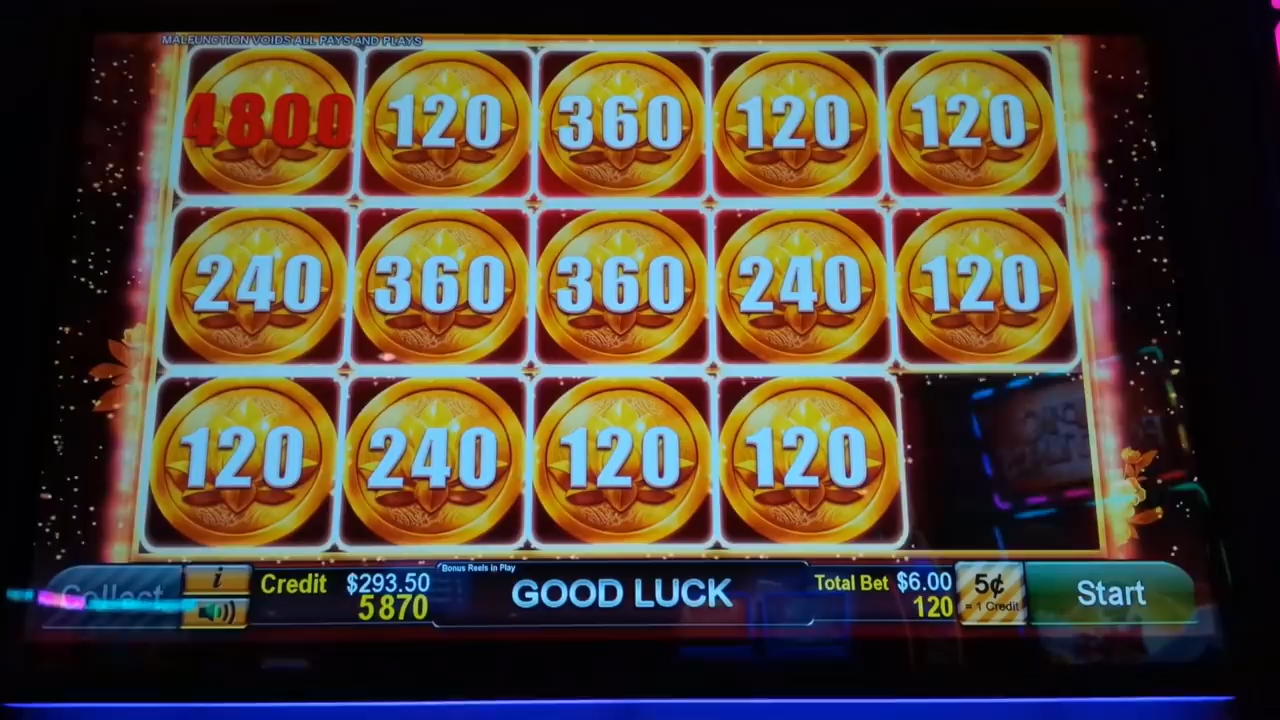 MALFUNCTION VOIDS ALL PAYS AND PLAYS
4800 120 360 120 120
240 360 360 240 120
120 240 120 120
Collect
i
Credit $293.50
5870
Bonus Reels in Play
GOOD LUCK
Total Bet $6.00
120
5¢
= 1 Credit
Start